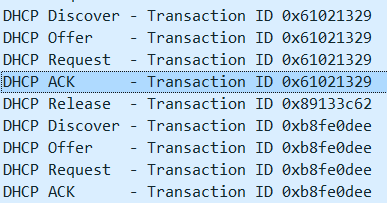 DHCP Discover - Transaction ID 0x61021329
DHCP Offer    - Transaction ID 0x61021329
DHCP Request  - Transaction ID 0x61021329
DHCP ACK      - Transaction ID 0x61021329
DHCP Release  - Transaction ID 0x89133c62
DHCP Discover - Transaction ID 0xb8fe0dee
DHCP Offer    - Transaction ID 0xb8fe0dee
DHCP Request  - Transaction ID 0xb8fe0dee
DHCP ACK      - Transaction ID 0xb8fe0dee